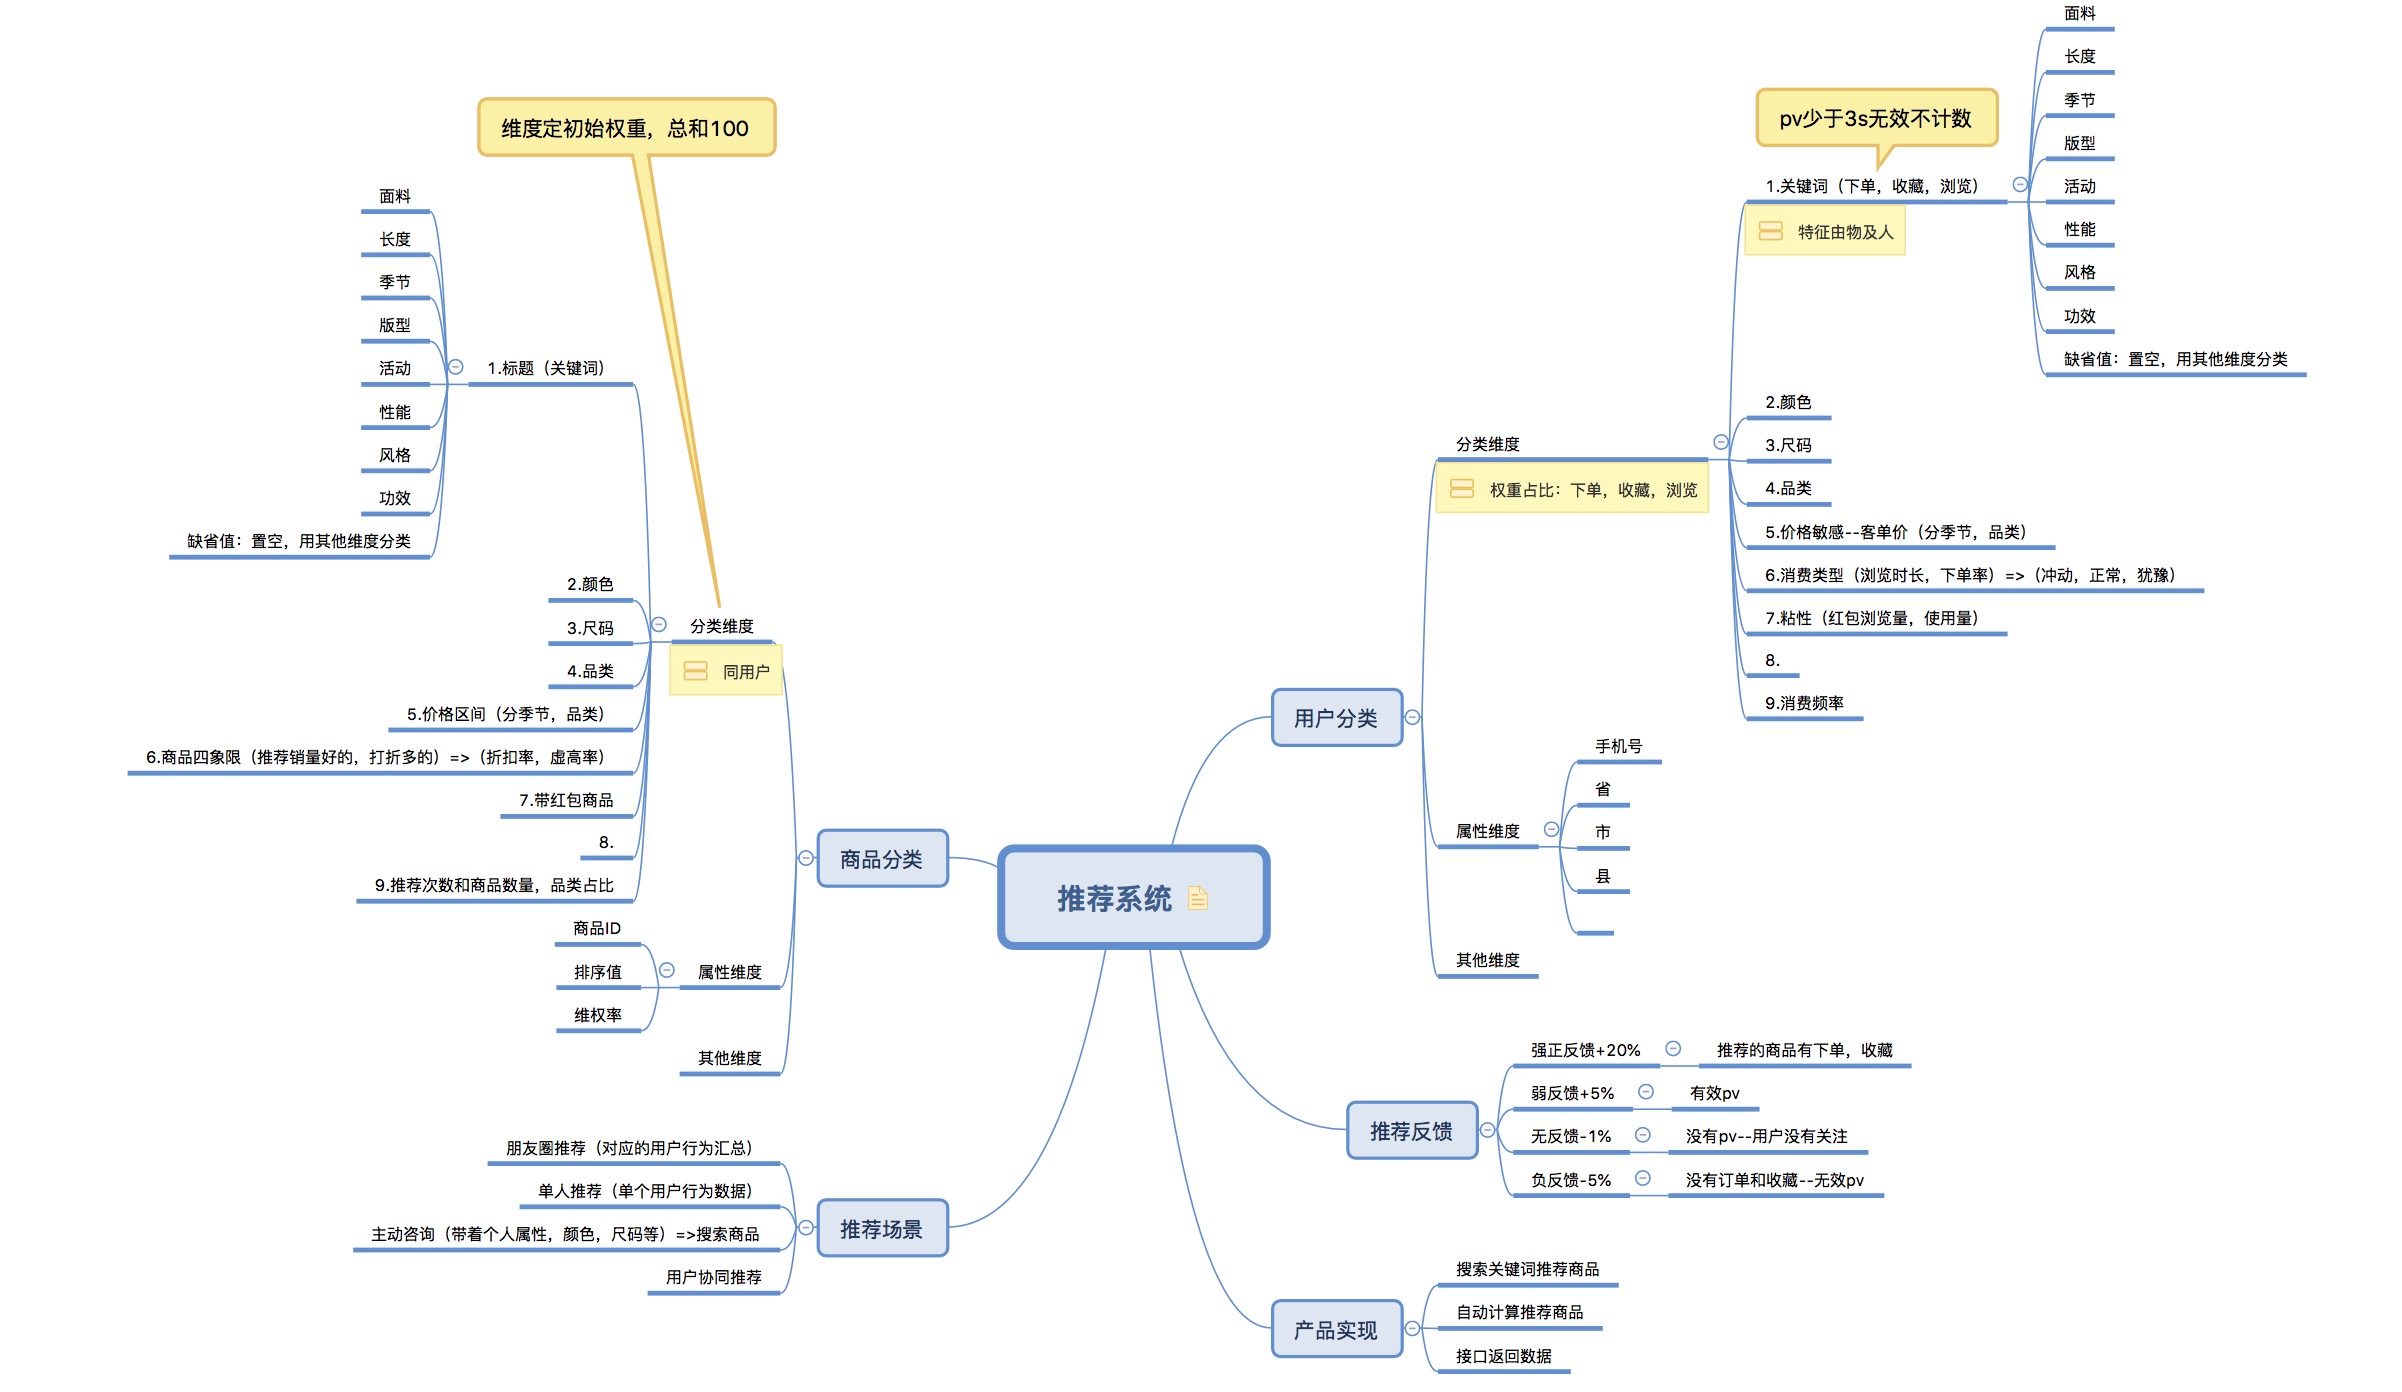 推荐系统
用户分类
分类维度
权重占比：下单，收藏，浏览
pv少于3s无效不计数
1.关键词（下单，收藏，浏览）
特征由物及人
面料
长度
季节
版型
活动
性能
风格
功效
缺省值：置空，用其他维度分类
2.颜色
3.尺码
4.品类
5.价格敏感--客单价（分季节，品类）
6.消费类型（浏览时长，下单率）=>（冲动，正常，犹豫）
7.粘性（红包浏览量，使用量）
8.
9.消费频率
属性维度
手机号
省
市
县
其他维度
推荐反馈
强正反馈+20%
推荐的商品有下单，收藏
弱反馈+5%
有效pv
无反馈-1%
没有pv--用户没有关注
负反馈-5%
没有订单和收藏--无效pv
产品实现
搜索关键词推荐商品
自动计算推荐商品
接口返回数据
商品分类
维度定初始权重，总和100
分类维度
同用户
1.标题（关键词）
面料
长度
季节
版型
活动
性能
风格
功效
缺省值：置空，用其他维度分类
2.颜色
3.尺码
4.品类
5.价格区间（分季节，品类）
6.商品四象限（推荐销量好的，打折多的）=>（折扣率，虚高率）
7.带红包商品
8.
9.推荐次数和商品数量，品类占比
属性维度
商品ID
排序值
维权率
其他维度
推荐场景
朋友圈推荐（对应的用户行为汇总）
单人推荐（单个用户行为数据）
主动咨询（带着个人属性，颜色，尺码等）=>搜索商品
用户协同推荐